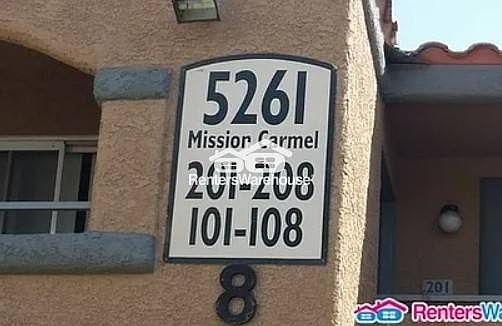 5261
Mission Carmel
RentersWarehouse
201-208
101-108
8
201
RentersWa